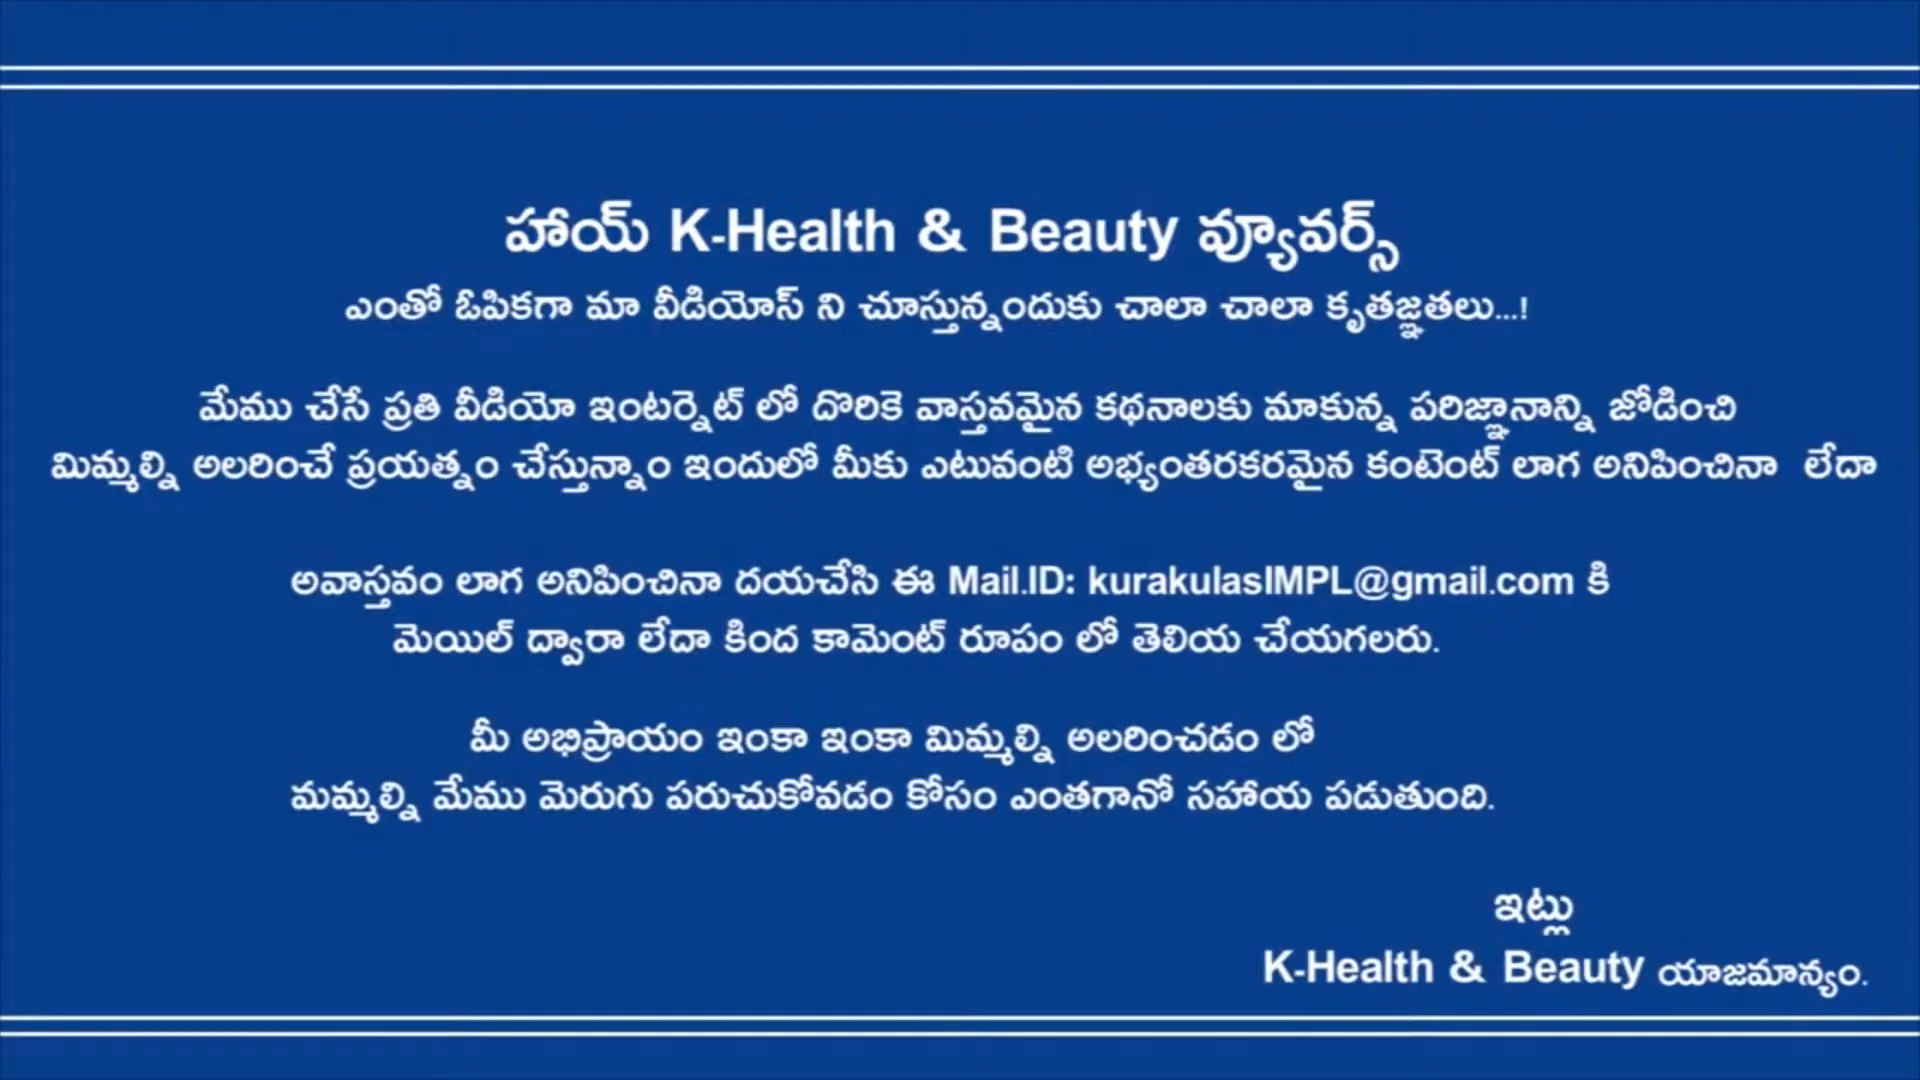 హాయ్ K-Health & Beauty వ్యూవర్స్
ఎంతో ఓపికగా మా వీడియోస్ ని చూస్తున్నందుకు చాలా చాలా కృతజ్ఞతలు...!
మేము చేసే ప్రతి వీడియో ఇంటర్నెట్ లో దొరికె వాస్తవమైన కథనాలకు మాకున్న పరిజ్ఞానాన్ని జోడించి
మిమ్మల్ని అలరించే ప్రయత్నం చేస్తున్నాం ఇందులో మీకు ఎటువంటి అభ్యంతరకరమైన కంటెంట్ లాగ అనిపించినా లేదా
అవాస్తవం లాగ అనిపించినా దయచేసి ఈ Mail.ID: kurakulasIMPL@gmail.com కి
మెయిల్ ద్వారా లేదా కింద కామెంట్ రూపం లో తెలియ చేయగలరు.
మీ అభిప్రాయం ఇంకా ఇంకా మిమ్మల్ని అలరించడం లో
మమ్మల్ని మేము మెరుగు పరుచుకోవడం కోసం ఎంతగానో సహాయ పడుతుంది.
ఇట్లు
K-Health & Beauty యాజమాన్యం.